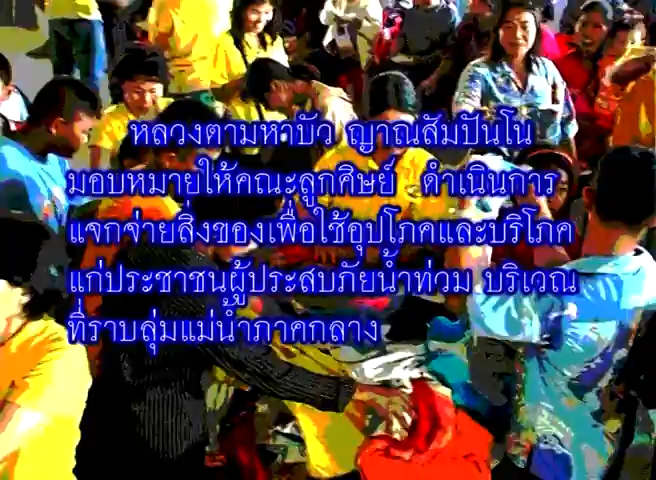 หลวงตามหาบัว ญาณสัมปันโน
มอบหมายให้คณะลูกศิษย์ ดำเนินการ
แจกจ่ายสิ่งของเพื่อใช้อุปโภคและบริโภค
แก่ประชาชนผู้ประสบภัยน้ำท่วม บริเวณ
ที่ราบลุ่มแม่น้ำภาคกลาง